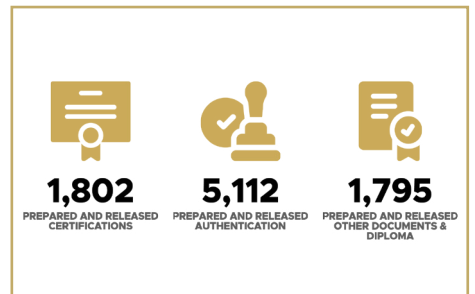 1,802
PREPARED AND RELEASED
CERTIFICATIONS
5,112
PREPARED AND RELEASED
AUTHENTICATION
1,795
PREPARED AND RELEASED
OTHER DOCUMENTS &
DIPLOMA